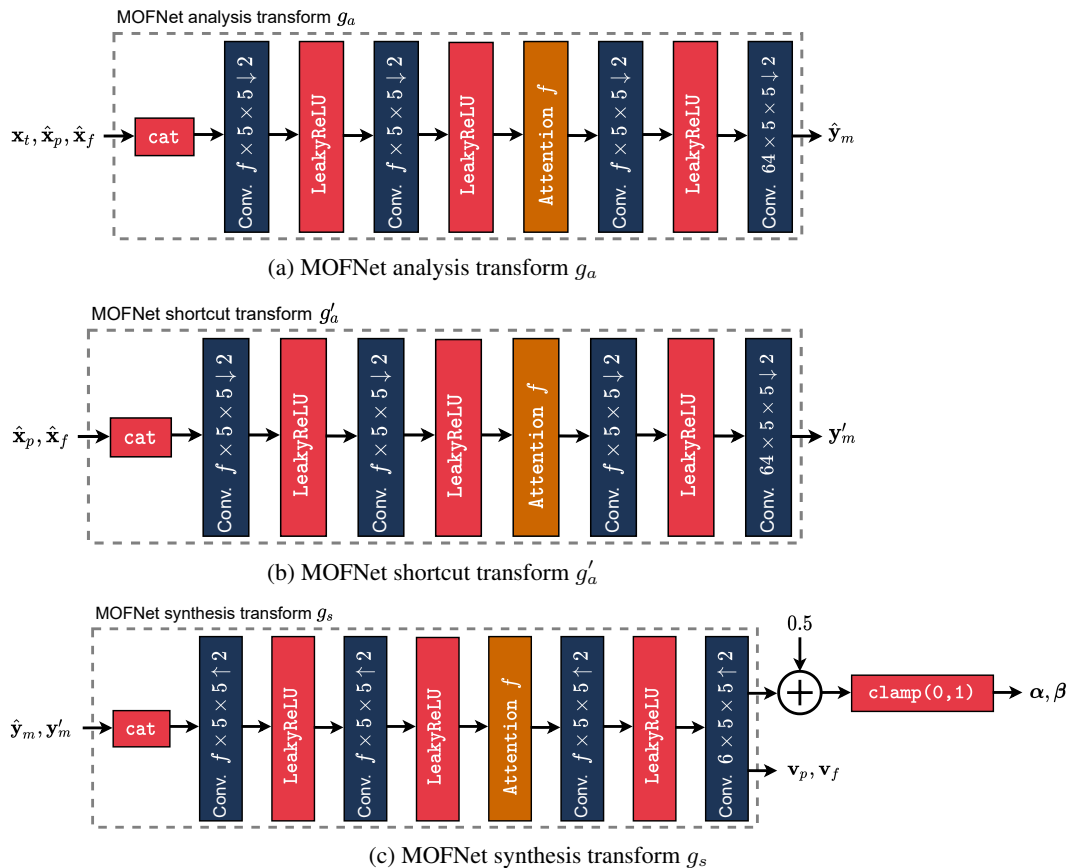 MOFNet analysis transform gₐ
x_t, x̂_p, x̂_f
cat
Conv. f × 5 × 5 ↓ 2
LeakyReLU
Conv. f × 5 × 5 ↓ 2
LeakyReLU
Attention f
Conv. f × 5 × 5 ↓ 2
LeakyReLU
Conv. 64 × 5 × 5 ↓ 2
ŷ_m
(a) MOFNet analysis transform gₐ
MOFNet shortcut transform g′ₐ
x̂_p, x̂_f
cat
Conv. f × 5 × 5 ↓ 2
LeakyReLU
Conv. f × 5 × 5 ↓ 2
LeakyReLU
Attention f
Conv. f × 5 × 5 ↓ 2
LeakyReLU
Conv. 64 × 5 × 5 ↓ 2
y′_m
(b) MOFNet shortcut transform g′ₐ
MOFNet synthesis transform g_s
ŷ_m, y′_m
cat
Conv. f × 5 × 5 ↑ 2
LeakyReLU
Conv. f × 5 × 5 ↑ 2
LeakyReLU
Attention f
Conv. f × 5 × 5 ↑ 2
LeakyReLU
Conv. 6 × 5 × 5 ↑ 2
0.5
+
clamp(0,1)
α, β
v_p, v_f
(c) MOFNet synthesis transform g_s